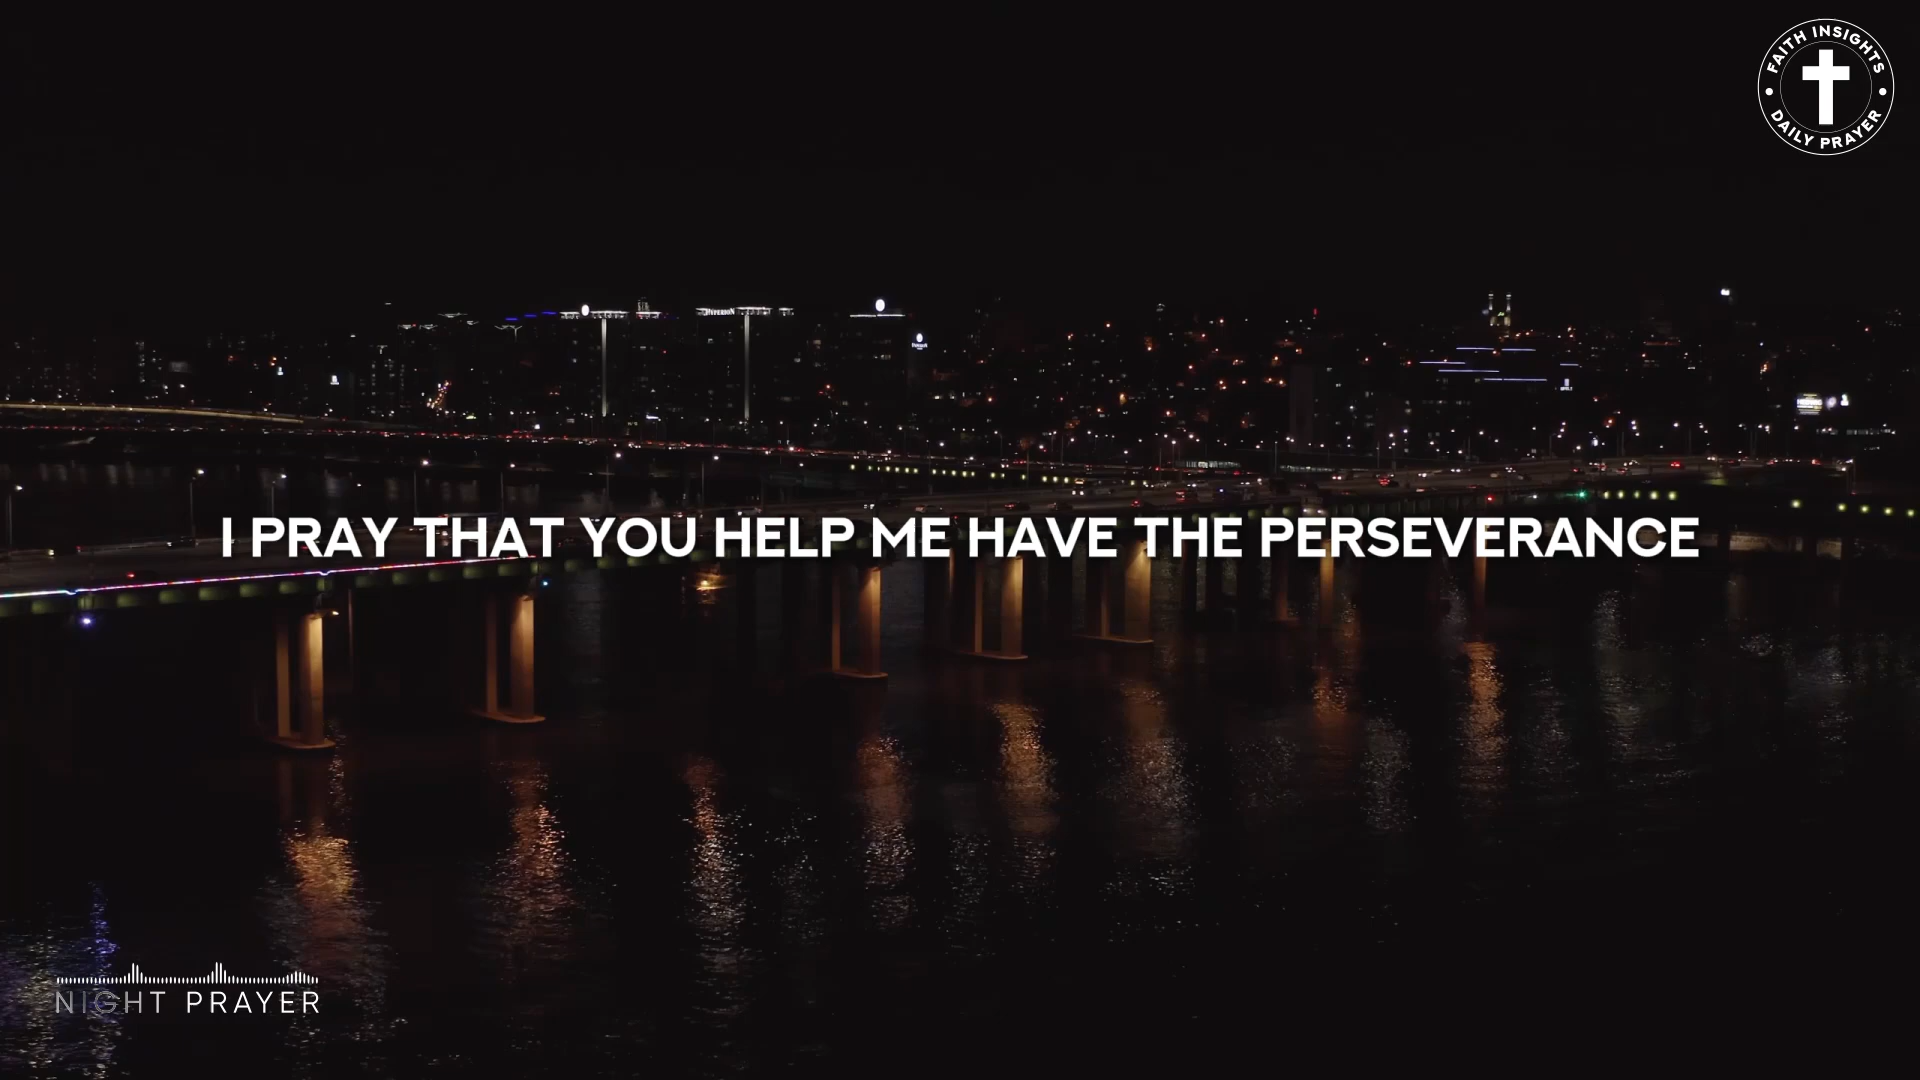 FAITH INSIGHTS
DAILY PRAYER
I PRAY THAT YOU HELP ME HAVE THE PERSEVERANCE
NIGHT PRAYER